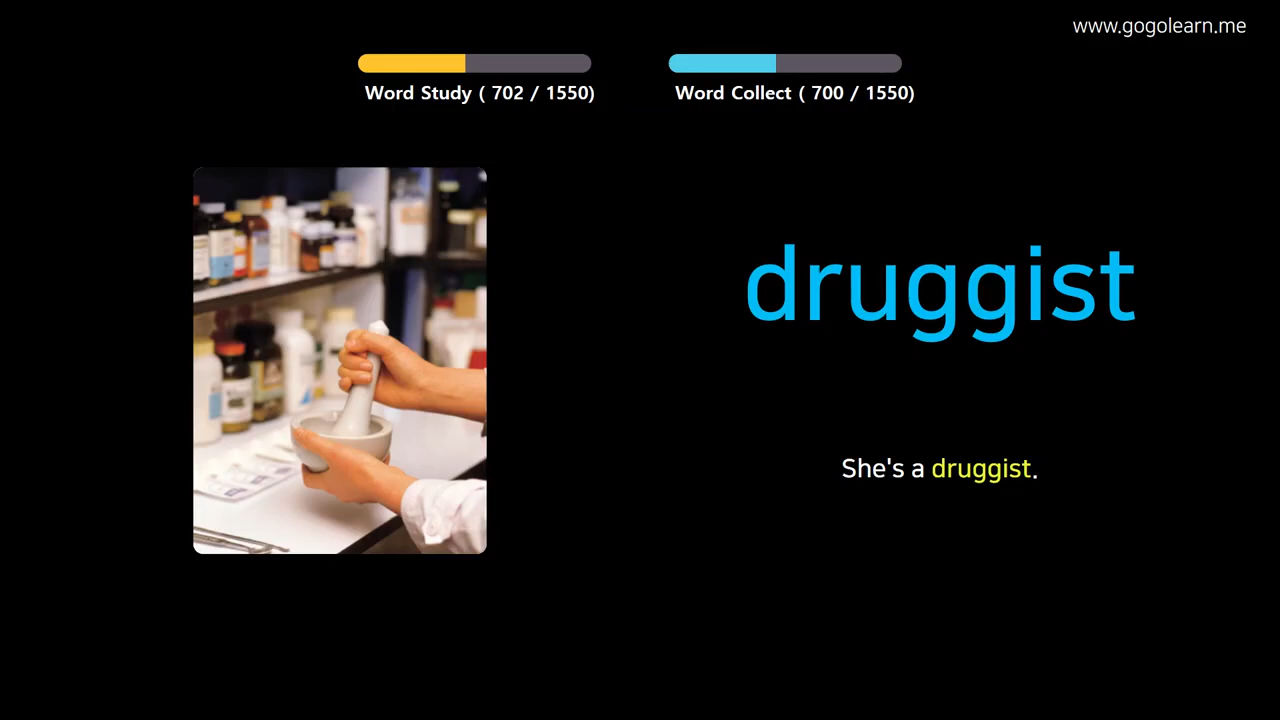 www.gogolearn.me
Word Study ( 702 / 1550)
Word Collect ( 700 / 1550)
druggist
She's a druggist.